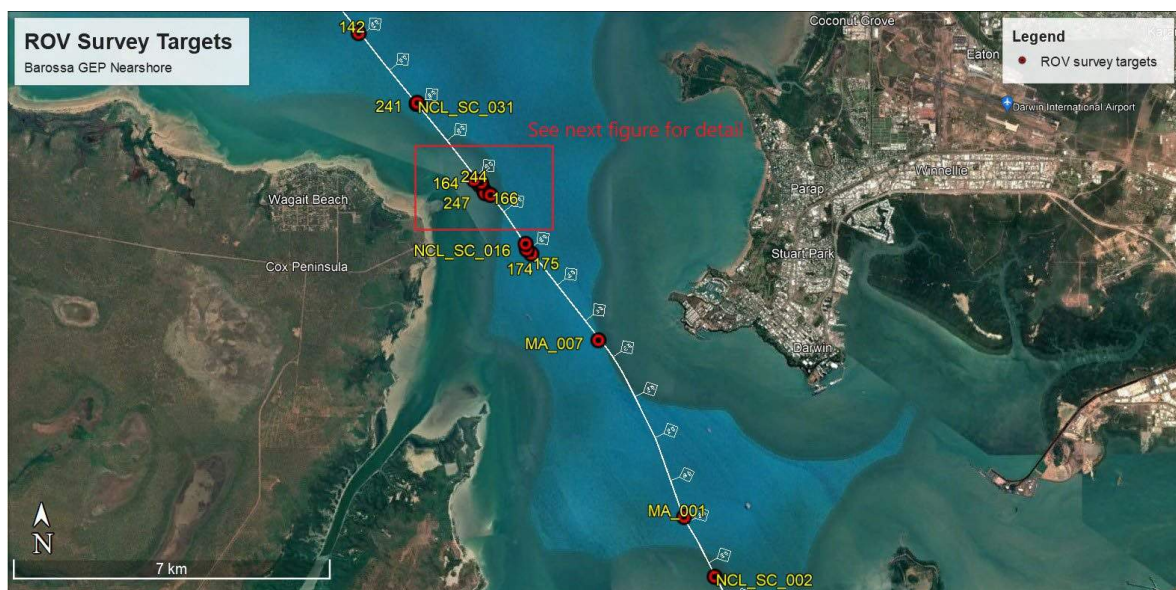 ROV Survey Targets
Barossa GEP Nearshore
Legend
ROV survey targets
Coconut Grove
Eaton
Darwin International Airport
142
241
NCL_SC_031
See next figure for detail
Winnellie
Parap
164
244
247
166
Wagait Beach
NCL_SC_016
174
175
Cox Peninsula
Stuart Park
MA_007
Darwin
MA_001
NCL_SC_002
N
7 km